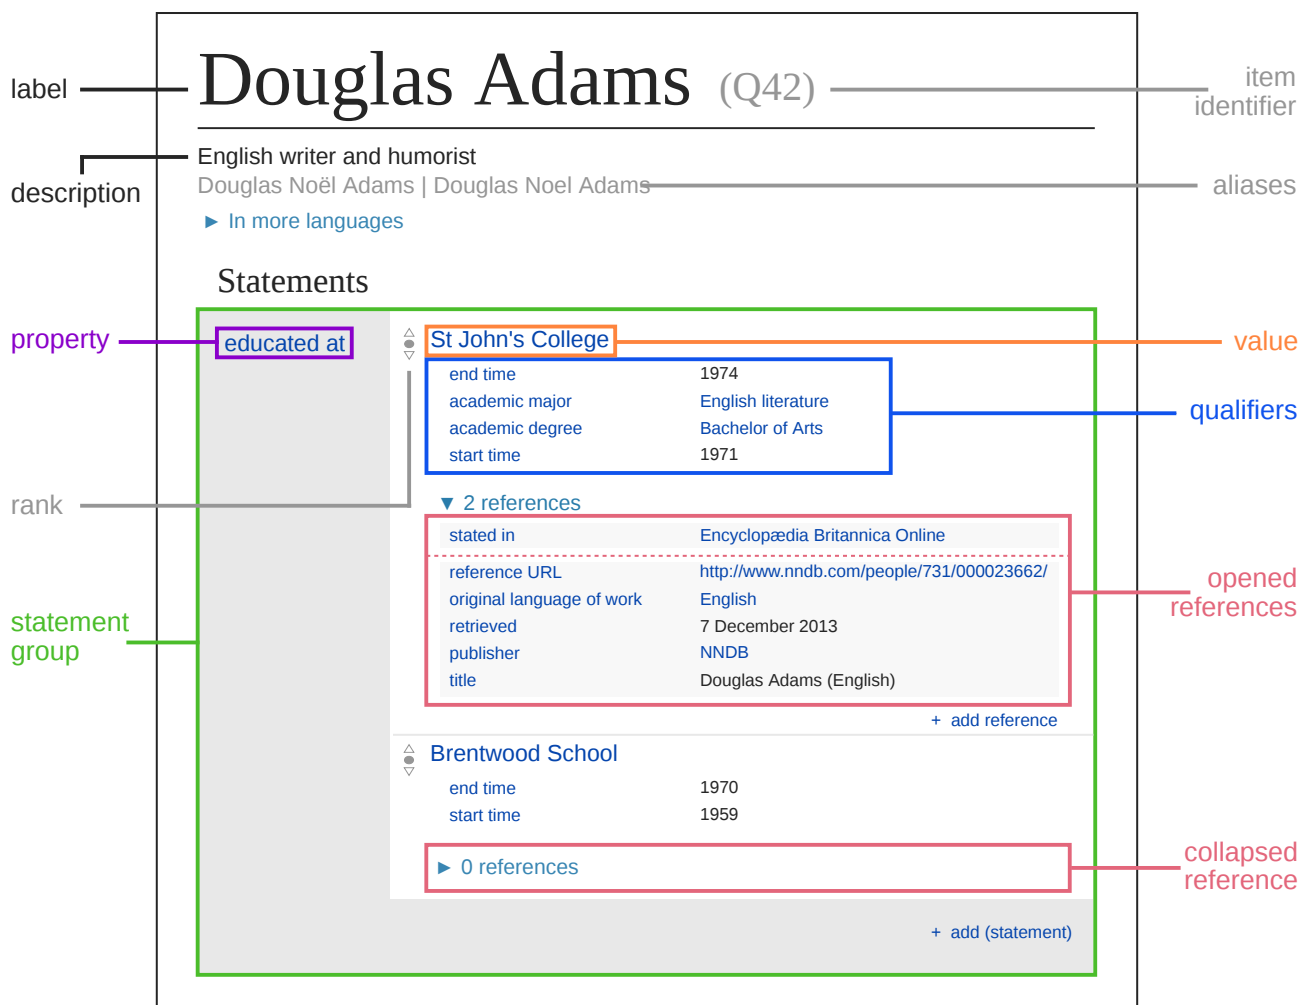 label
Douglas Adams (Q42)
item
identifier
description
English writer and humorist
Douglas Noël Adams | Douglas Noel Adams
aliases
► In more languages
Statements
property
educated at
St John's College
value
end time 1974
academic major English literature
academic degree Bachelor of Arts
start time 1971
qualifiers
rank
▼ 2 references
stated in Encyclopædia Britannica Online
reference URL http://www.nndb.com/people/731/000023662/
original language of work English
retrieved 7 December 2013
publisher NNDB
title Douglas Adams (English)
opened
references
statement
group
+ add reference
Brentwood School
end time 1970
start time 1959
► 0 references
collapsed
reference
+ add (statement)